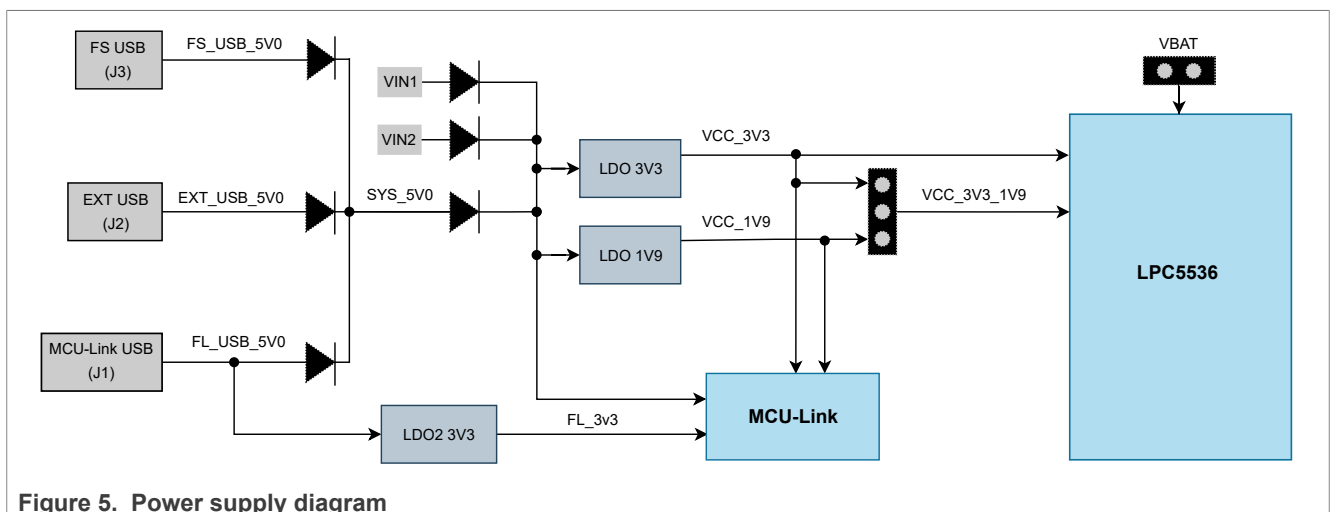 FS USB
(J3)
FS_USB_5V0
VBAT
VIN1
VIN2
LDO 3V3
VCC_3V3
EXT USB
(J2)
EXT_USB_5V0
SYS_5V0
VCC_3V3_1V9
LDO 1V9
VCC_1V9
LPC5536
MCU-Link USB
(J1)
FL_USB_5V0
LDO2 3V3
FL_3v3
MCU-Link
Figure 5. Power supply diagram